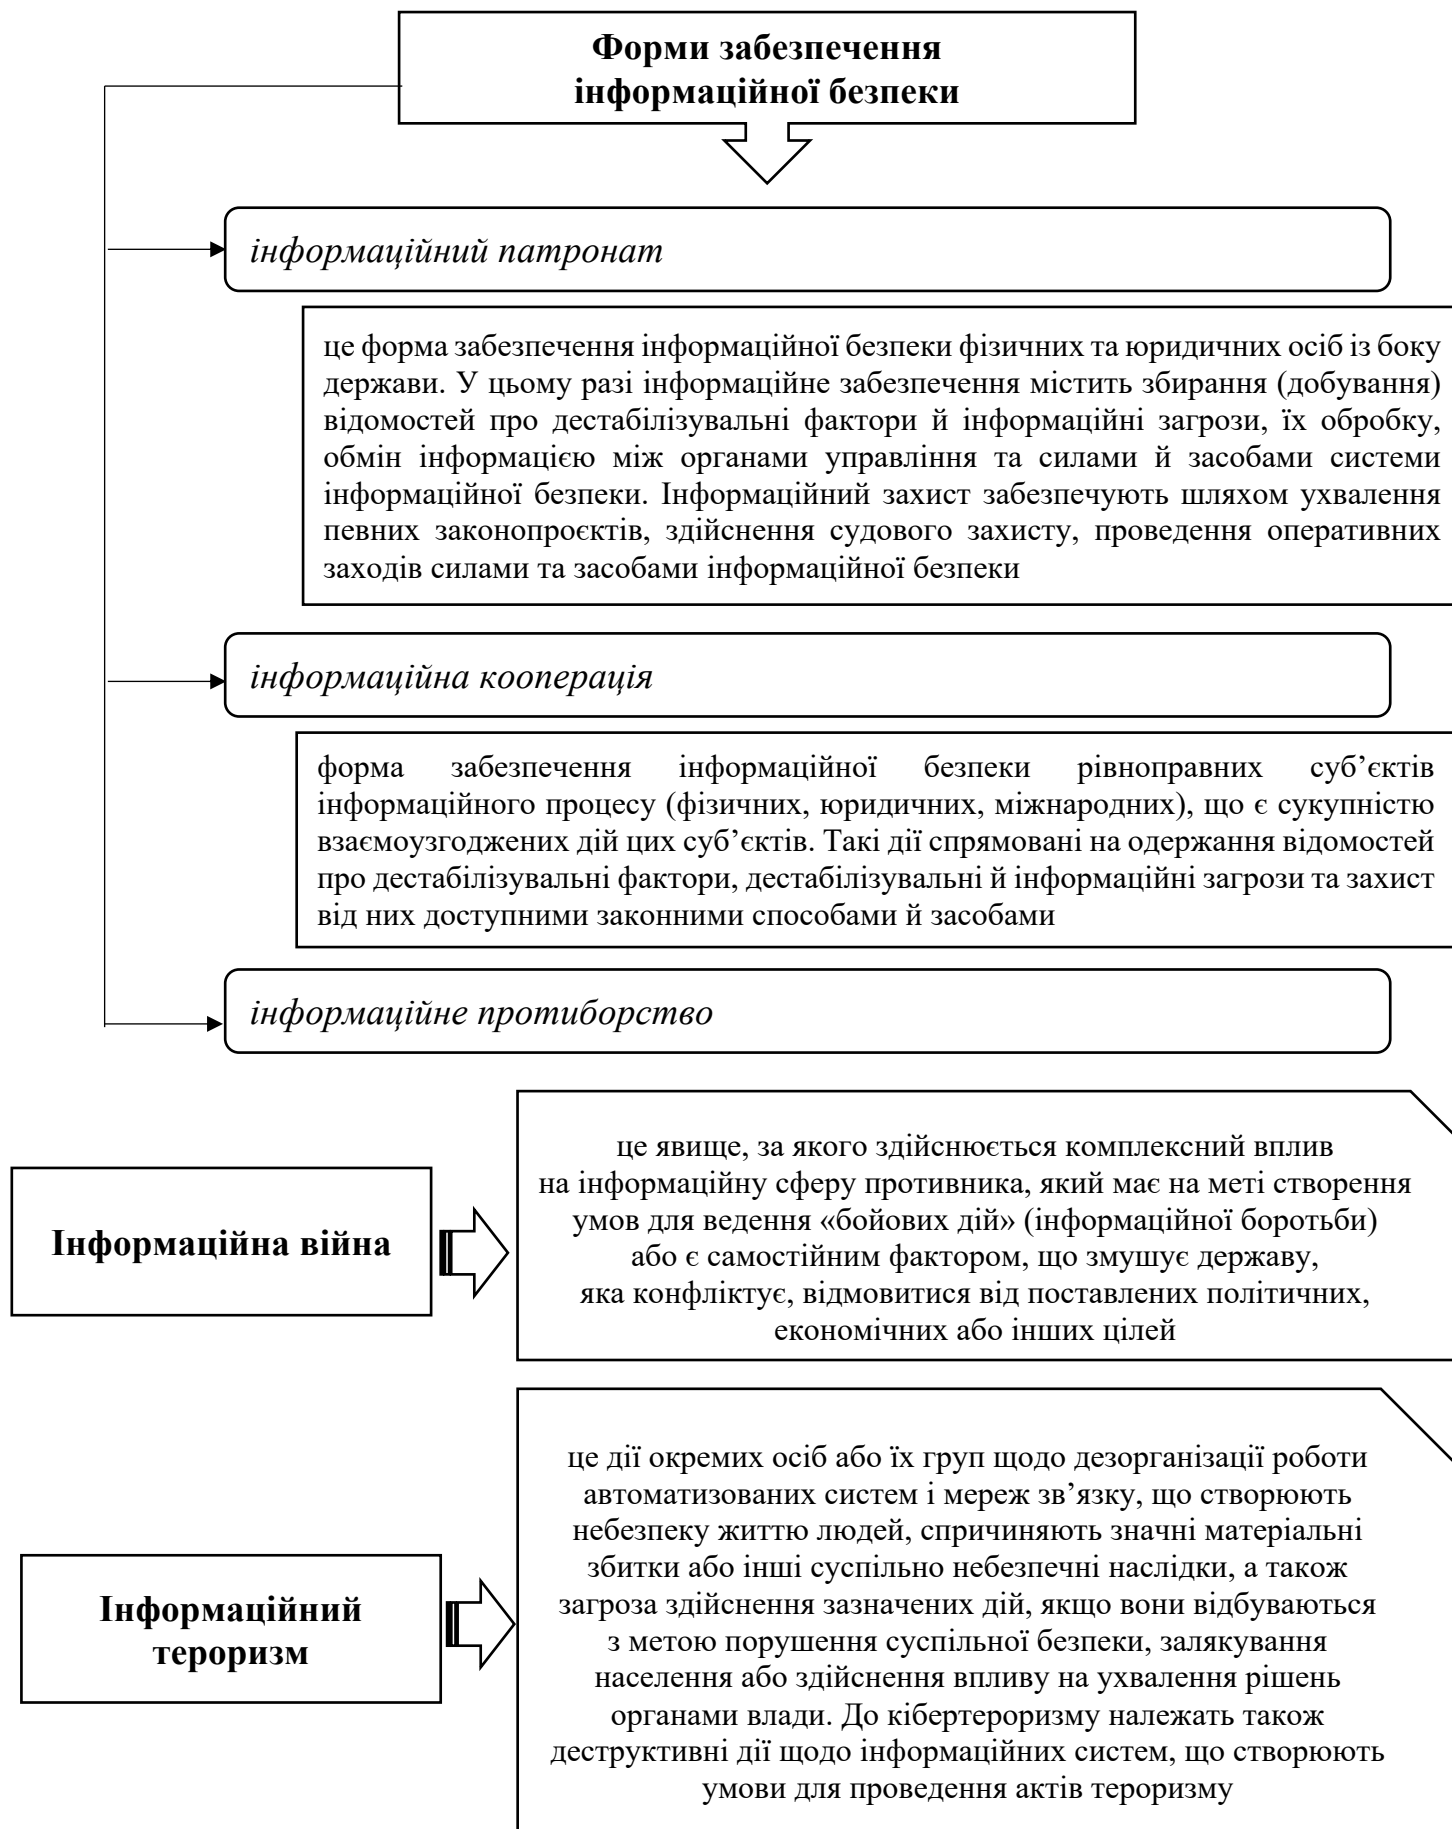 Форми забезпечення
інформаційної безпеки
інформаційний патронат
це форма забезпечення інформаційної безпеки фізичних та юридичних осіб із боку
держави. У цьому разі інформаційне забезпечення містить збирання (добування)
відомостей про дестабілізувальні фактори й інформаційні загрози, їх обробку,
обмін інформацією між органами управління та силами й засобами системи
інформаційної безпеки. Інформаційний захист забезпечують шляхом ухвалення
певних законопроєктів, здійснення судового захисту, проведення оперативних
заходів силами та засобами інформаційної безпеки
інформаційна кооперація
форма забезпечення інформаційної безпеки рівноправних суб’єктів
інформаційного процесу (фізичних, юридичних, міжнародних), що є сукупністю
взаємоузгоджених дій цих суб’єктів. Такі дії спрямовані на одержання відомостей
про дестабілізувальні фактори, дестабілізувальні й інформаційні загрози та захист
від них доступними законними способами й засобами
інформаційне протиборство
Інформаційна війна
це явище, за якого здійснюється комплексний вплив
на інформаційну сферу противника, який має на меті створення
умов для ведення «бойових дій» (інформаційної боротьби)
або є самостійним фактором, що змушує державу,
яка конфліктує, відмовитися від поставлених політичних,
економічних або інших цілей
Інформаційний
тероризм
це дії окремих осіб або їх груп щодо дезорганізації роботи
автоматизованих систем і мереж зв’язку, що створюють
небезпеку життю людей, спричиняють значні матеріальні
збитки або інші суспільно небезпечні наслідки, а також
загроза здійснення зазначених дій, якщо вони відбуваються
з метою порушення суспільної безпеки, залякування
населення або здійснення впливу на ухвалення рішень
органами влади. До кібертероризму належать також
деструктивні дії щодо інформаційних систем, що створюють
умови для проведення актів тероризму